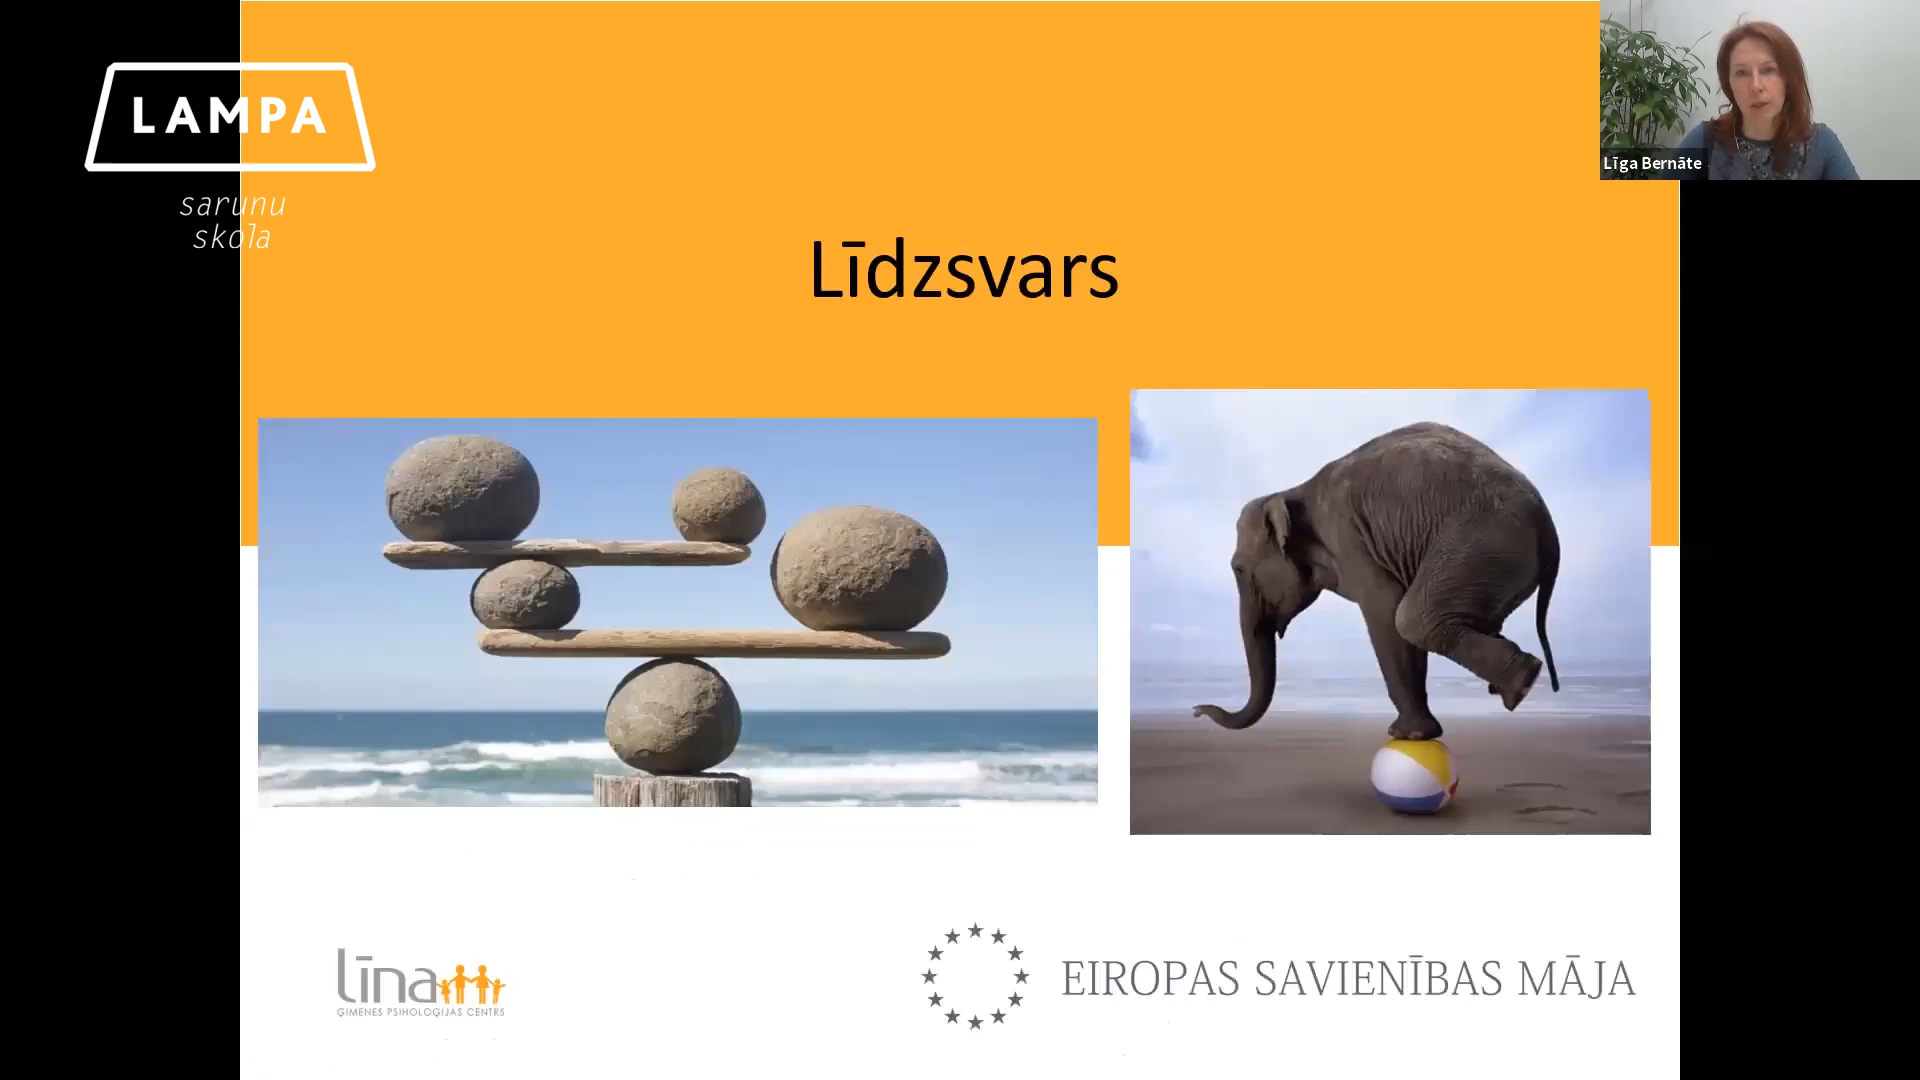 LAMPA
sarunu
skola
Līga Bernāte
Līdzsvars
līna
ĢIMENES PSIHOLOĢIJAS CENTRS
EIROPAS SAVIENĪBAS MĀJA